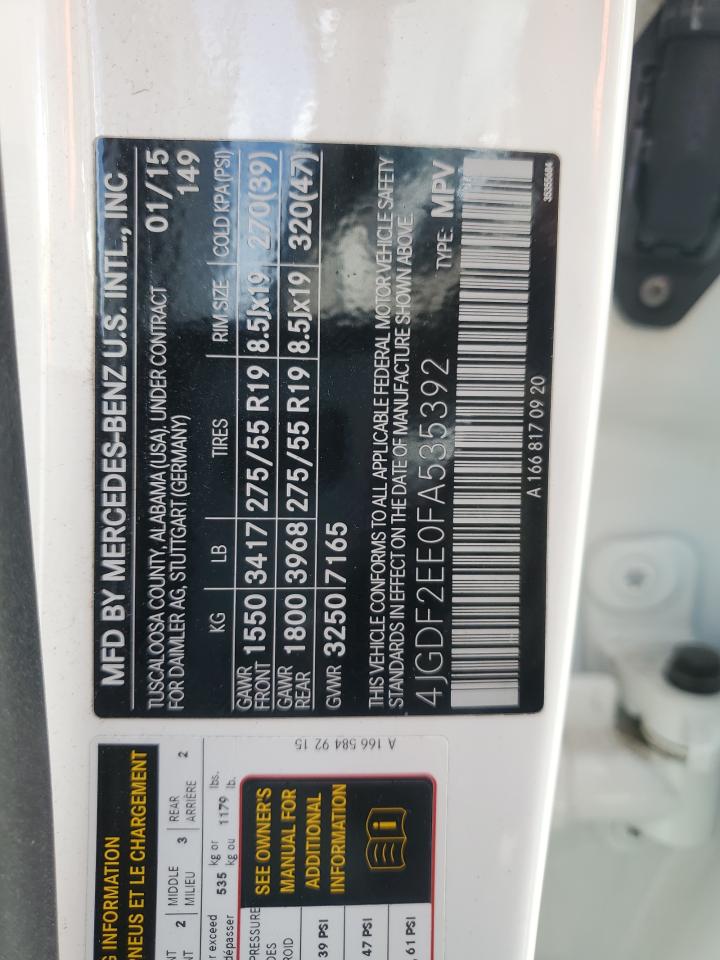 MFD BY MERCEDES-BENZ U.S. INTL., INC
TUSCALOOSA COUNTY, ALABAMA (USA), UNDER CONTRACT 01/15
FOR DAIMLER AG, STUTTGART (GERMANY) 149
KG LB TIRES RIM SIZE COLD KPA (PSI)
GAWR FRONT 1550 3417 275/55 R19 8.5Jx19 270(39)
GAWR REAR 1800 3968 275/55 R19 8.5Jx19 320(47)
GVWR 3250 7165
THIS VEHICLE CONFORMS TO ALL APPLICABLE FEDERAL MOTOR VEHICLE SAFETY
STANDARDS IN EFFECT ON THE DATE OF MANUFACTURE SHOWN ABOVE.
4JGDF2EE0FA535392 TYPE: MPV
A 166 817 09 20
35355684
A 166 584 92 15
INFORMATION
PNEUS ET LE CHARGEMENT
2 MIDDLE 3 REAR 2
MILIEU ARRIÈRE
exceed 535 kg or 1179 lbs.
dépasser kg ou lb.
SEE OWNER'S
MANUAL FOR
ADDITIONAL
INFORMATION
PRESSURE
39 PSI
47 PSI
61 PSI